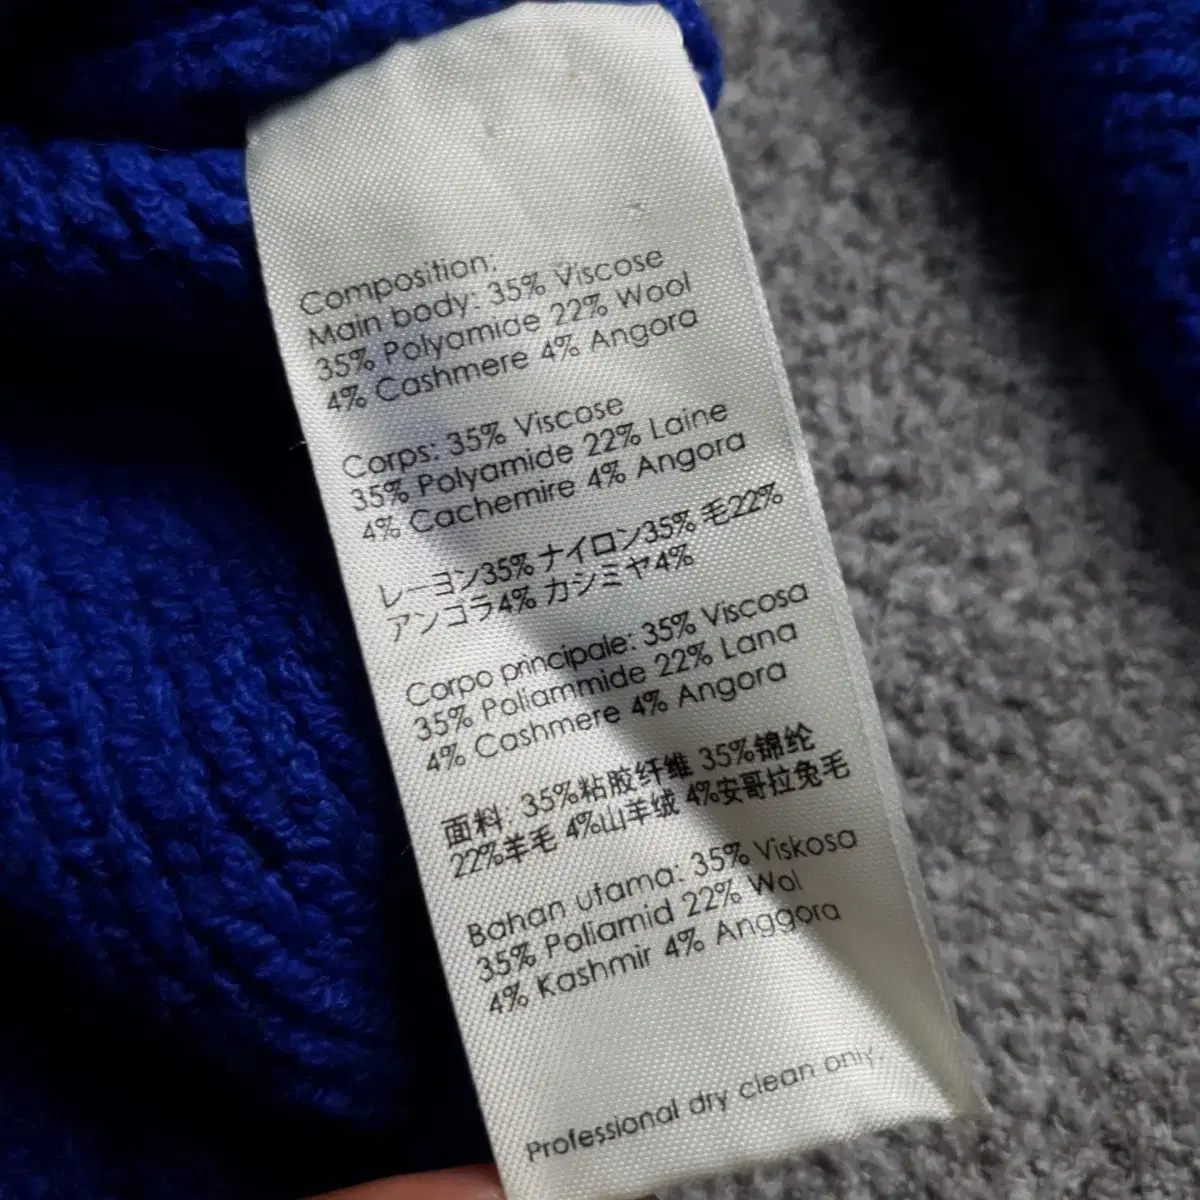 Composition:
Main body: 35% Viscose
35% Polyamide 22% Wool
4% Cashmere 4% Angora
Corps: 35% Viscose
35% Polyamide 22% Laine
4% Cachemire 4% Angora
レーヨン35% ナイロン35% 毛22%
アンゴラ4% カシミヤ4%
Corpo principale: 35% Viscosa
35% Poliammide 22% Lana
4% Cashmere 4% Angora
面料: 35%粘胶纤维 35%锦纶
22%羊毛 4%山羊绒 4%安哥拉兔毛
Bahan utama: 35% Viskosa
35% Poliamid 22% Wol
4% Kashmir 4% Anggora
Professional dry clean only.